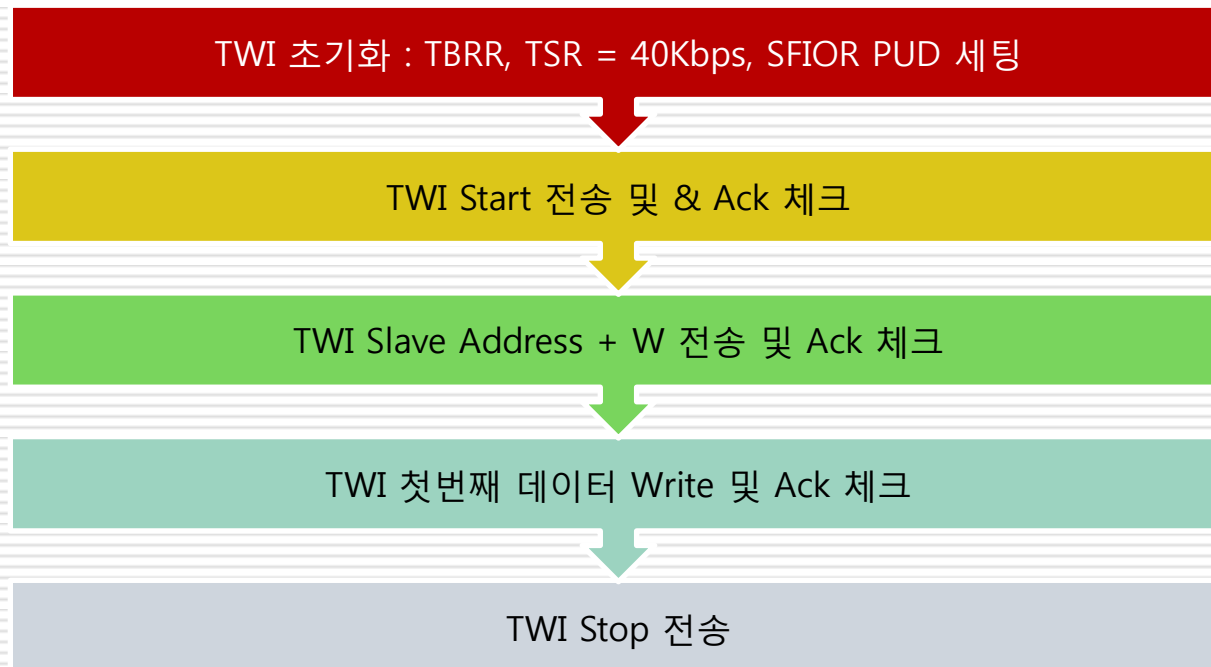 TWI 초기화 : TBRR, TSR = 40Kbps, SFIOR PUD 세팅
TWI Start 전송 및 & Ack 체크
TWI Slave Address + W 전송 및 Ack 체크
TWI 첫번째 데이터 Write 및 Ack 체크
TWI Stop 전송